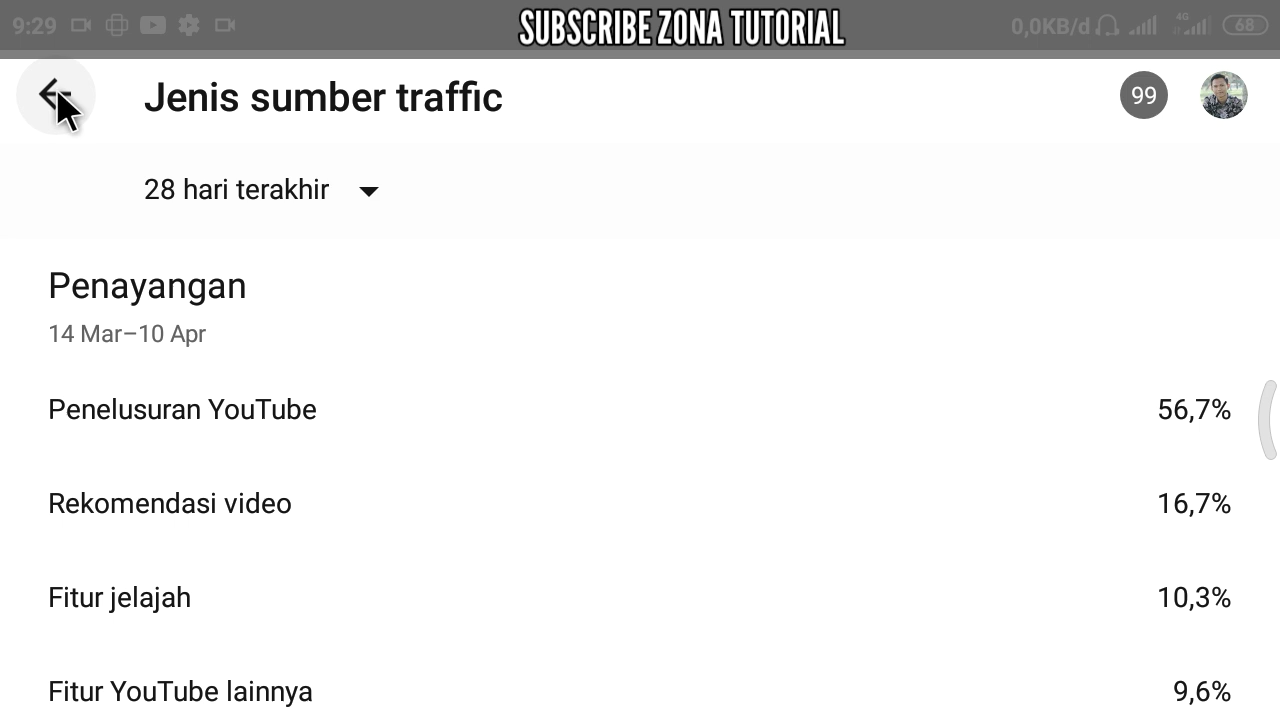 9:29
SUBSCRIBE ZONA TUTORIAL
0,0KB/d
4G
68
Jenis sumber traffic
99
28 hari terakhir
Penayangan
14 Mar–10 Apr
Penelusuran YouTube
56,7%
Rekomendasi video
16,7%
Fitur jelajah
10,3%
Fitur YouTube lainnya
9,6%